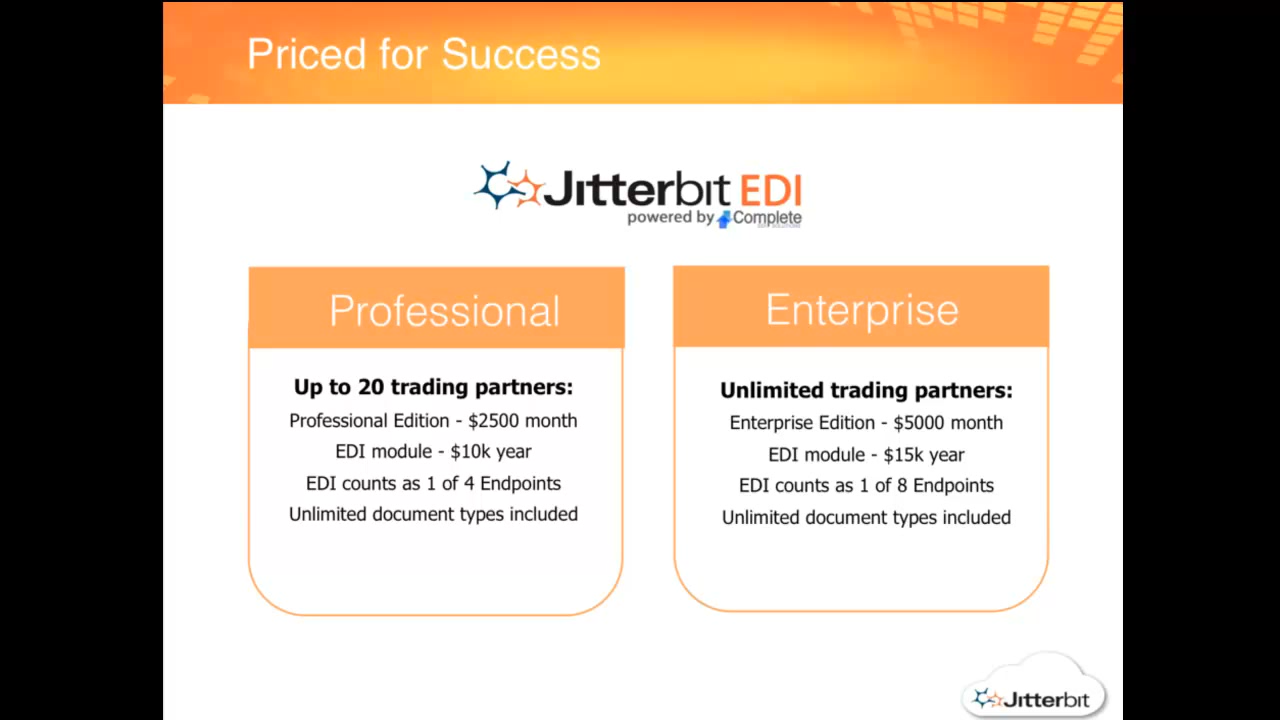 Priced for Success
Jitterbit EDI
powered by Complete
Professional
Up to 20 trading partners:
Professional Edition - $2500 month
EDI module - $10k year
EDI counts as 1 of 4 Endpoints
Unlimited document types included
Enterprise
Unlimited trading partners:
Enterprise Edition - $5000 month
EDI module - $15k year
EDI counts as 1 of 8 Endpoints
Unlimited document types included
Jitterbit